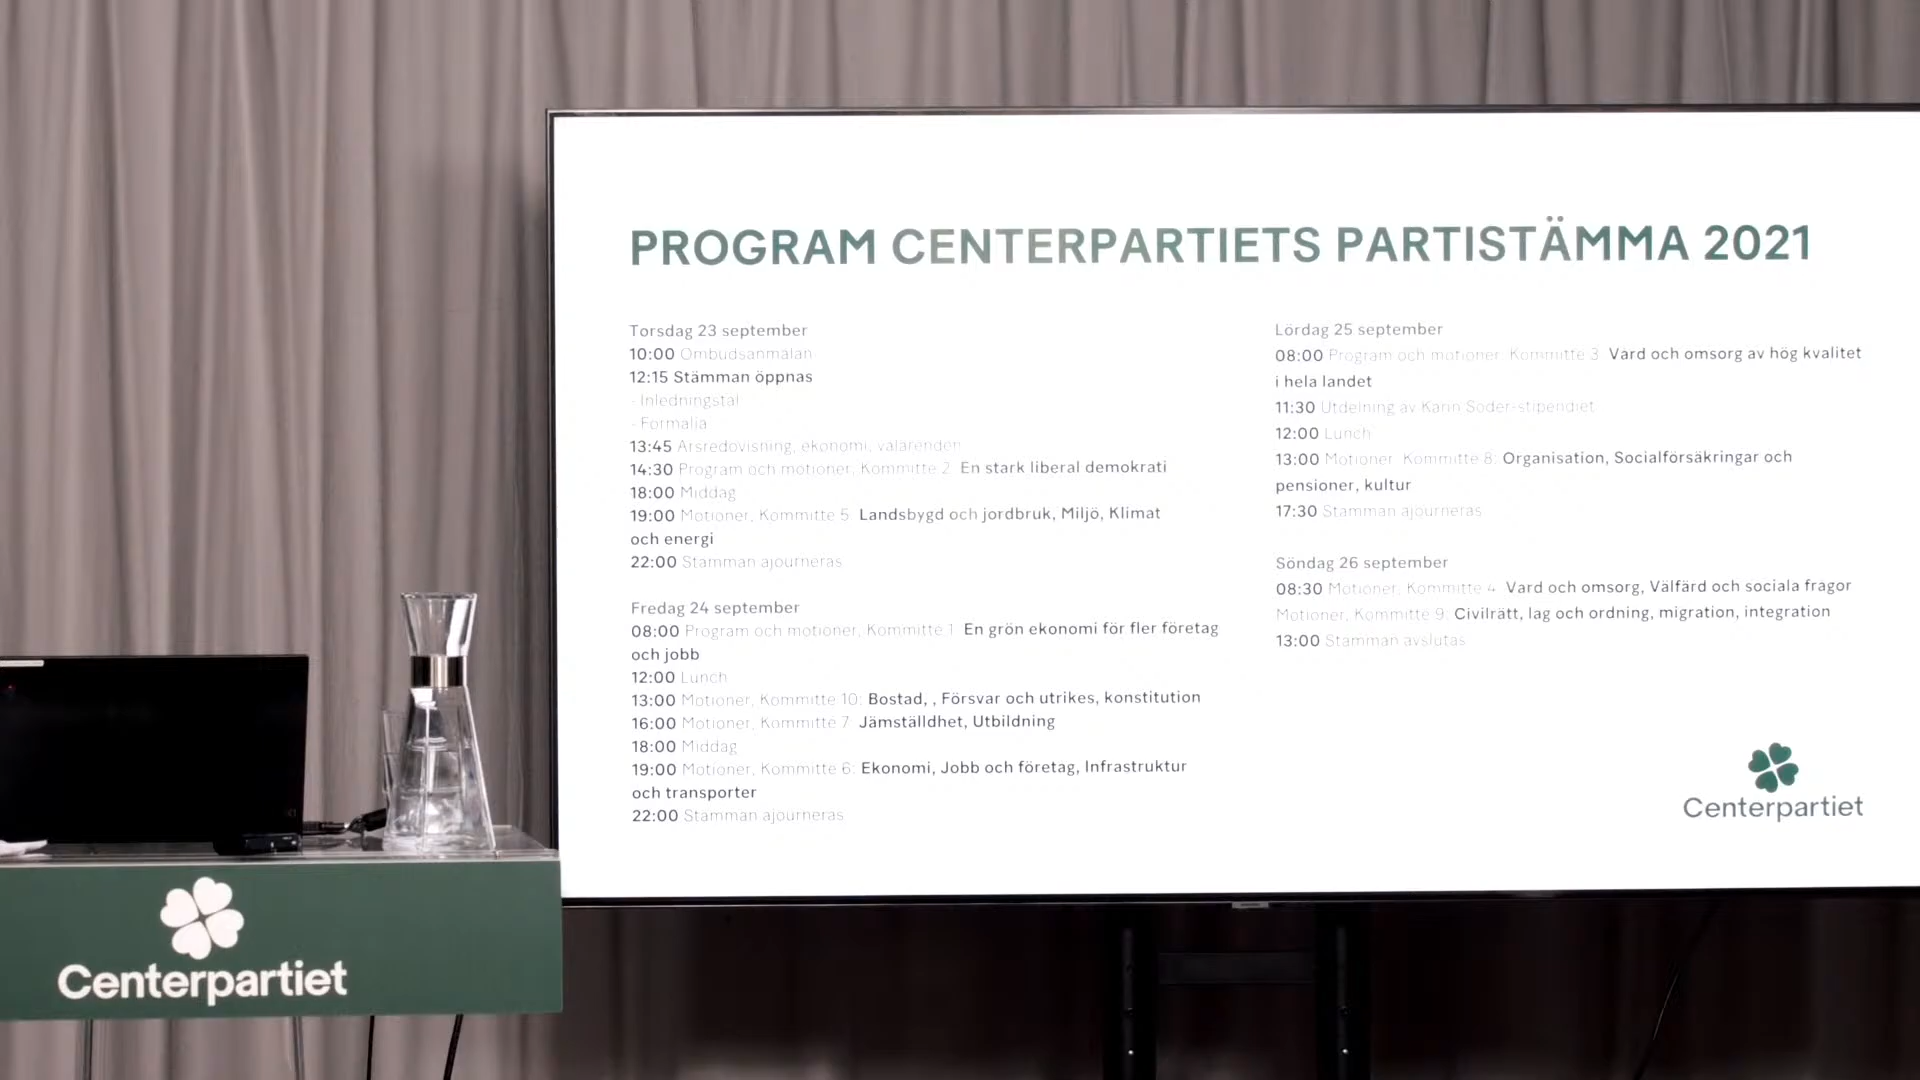 PROGRAM CENTERPARTIETS PARTISTÄMMA 2021
Torsdag 23 september
10:00 Ombudsanmälan
12:15 Stämman öppnas
- Inledningstal
- Formalia
13:45 Årsredovisning, ekonomi, valärenden
14:30 Program och motioner, Kommitté 2: En stark liberal demokrati
18:00 Middag
19:00 Motioner, Kommitté 5: Landsbygd och jordbruk, Miljö, Klimat
och energi
22:00 Stämman ajourneras
Fredag 24 september
08:00 Program och motioner, Kommitté 1: En grön ekonomi för fler företag
och jobb
12:00 Lunch
13:00 Motioner, Kommitté 10: Bostad, , Försvar och utrikes, konstitution
16:00 Motioner, Kommitté 7: Jämställdhet, Utbildning
18:00 Middag
19:00 Motioner, Kommitté 6: Ekonomi, Jobb och företag, Infrastruktur
och transporter
22:00 Stämman ajourneras
Lördag 25 september
08:00 Program och motioner, Kommitté 3: Vård och omsorg av hög kvalitet
i hela landet
11:30 Utdelning av Karin Söder-stipendiet
12:00 Lunch
13:00 Motioner, Kommitté 8: Organisation, Socialförsäkringar och
pensioner, kultur
17:30 Stämman ajourneras
Söndag 26 september
08:30 Motioner, Kommitté 4: Vård och omsorg, Välfärd och sociala frågor
Motioner, Kommitté 9: Civilrätt, lag och ordning, migration, integration
13:00 Stämman avslutas
Centerpartiet
Centerpartiet